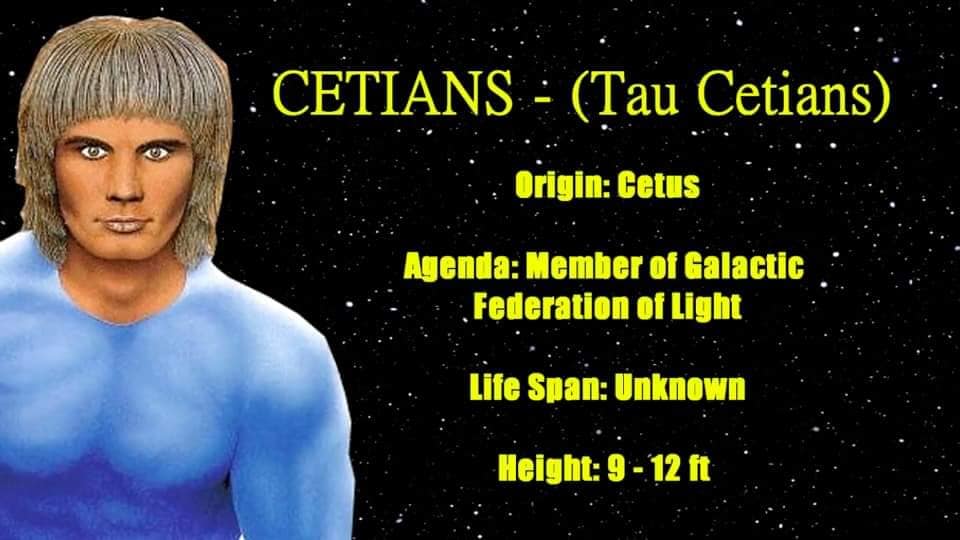 CETIANS - (Tau Cetians)
Origin: Cetus
Agenda: Member of Galactic
Federation of Light
Life Span: Unknown
Height: 9 - 12 ft